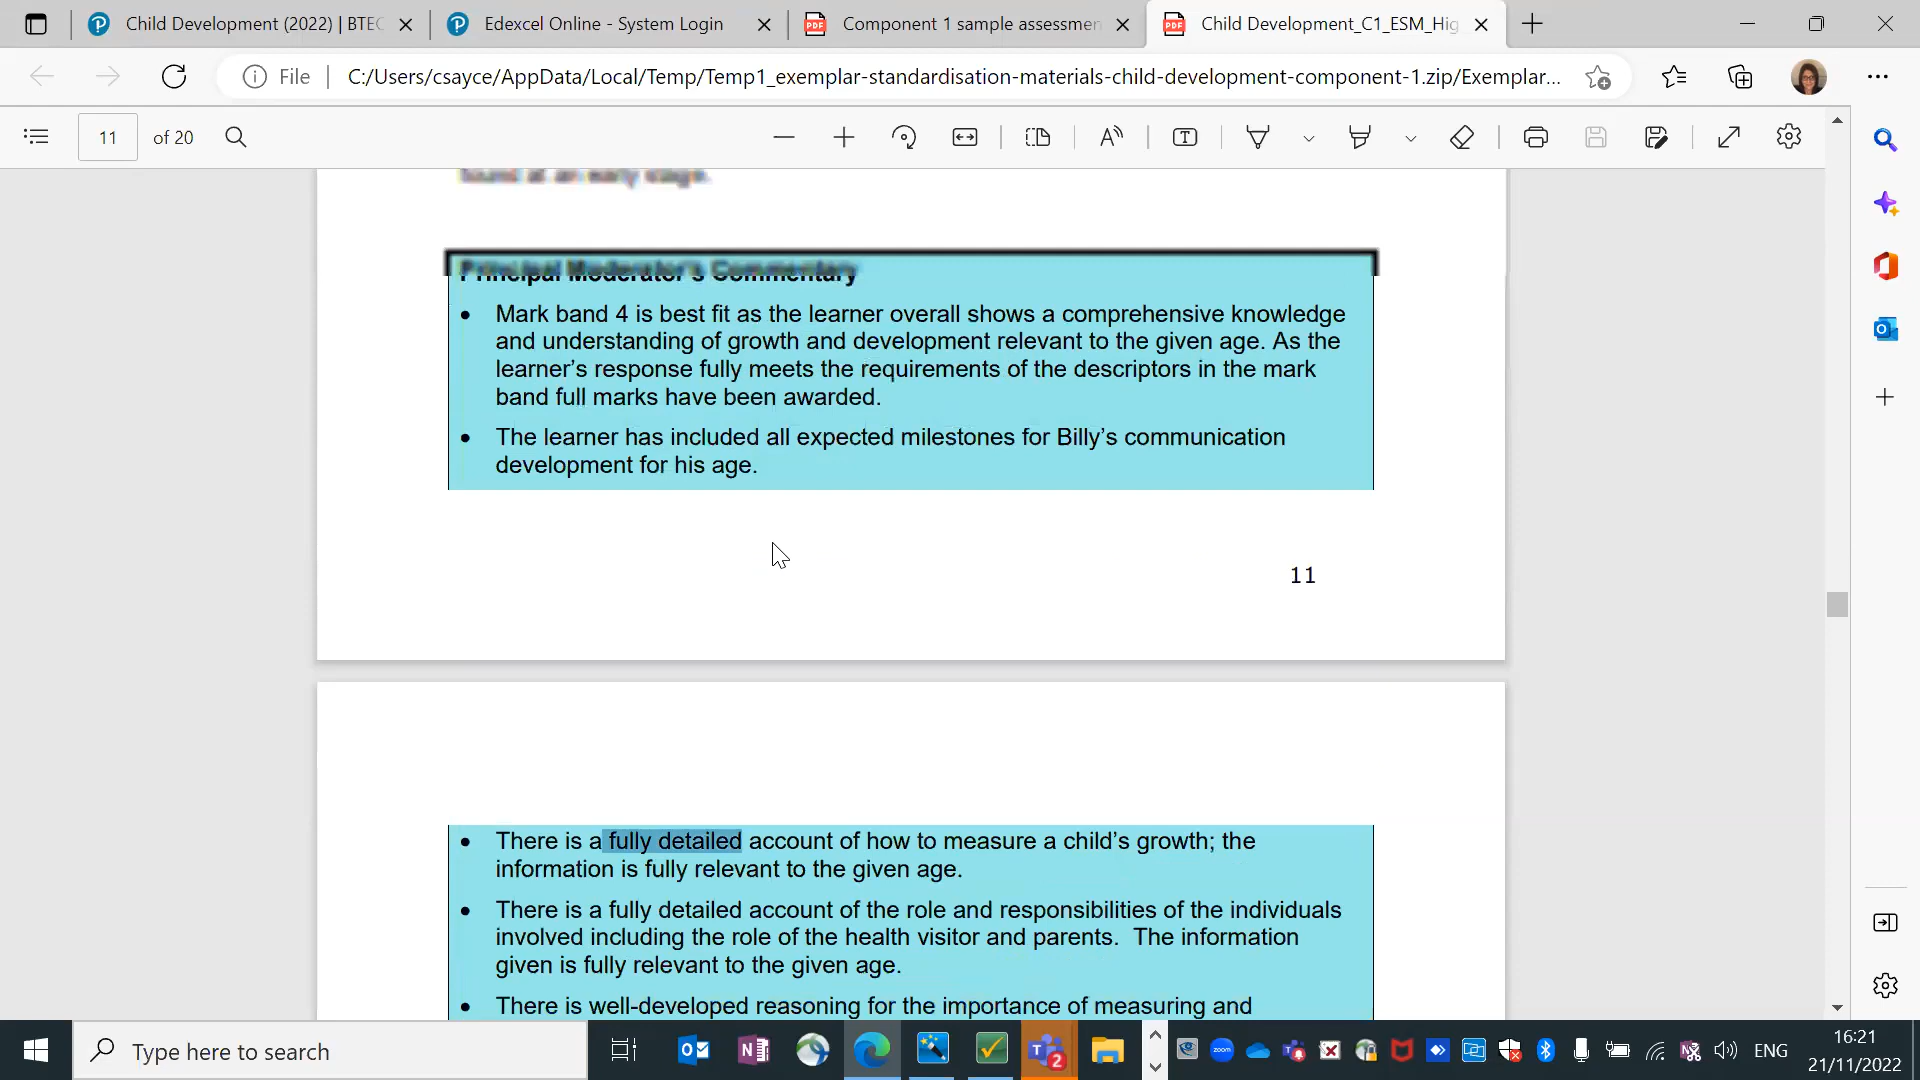 Child Development (2022) | BTEC
Edexcel Online - System Login
Component 1 sample assessmen
Child Development_C1_ESM_Hig
File
C:/Users/csayce/AppData/Local/Temp/Temp1_exemplar-standardisation-materials-child-development-component-1.zip/Exemplar...
11 of 20
found at an early stage.
Principal Moderator's Commentary
• Mark band 4 is best fit as the learner overall shows a comprehensive knowledge
and understanding of growth and development relevant to the given age. As the
learner's response fully meets the requirements of the descriptors in the mark
band full marks have been awarded.
• The learner has included all expected milestones for Billy's communication
development for his age.
11
• There is a fully detailed account of how to measure a child's growth; the
information is fully relevant to the given age.
• There is a fully detailed account of the role and responsibilities of the individuals
involved including the role of the health visitor and parents.  The information
given is fully relevant to the given age.
• There is well-developed reasoning for the importance of measuring and
Type here to search
ENG
16:21
21/11/2022